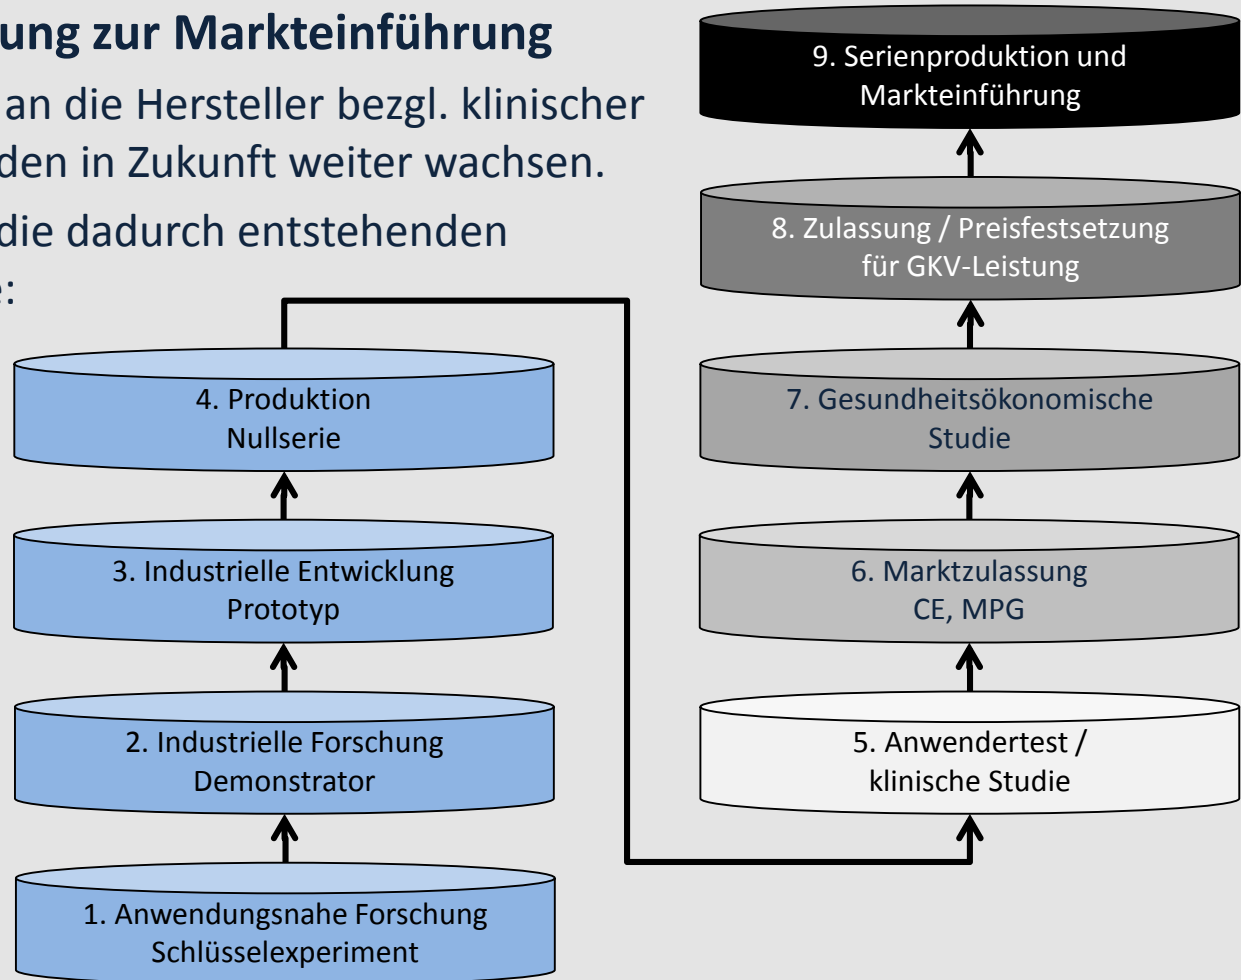 ung zur Markteinführung
an die Hersteller bezgl. klinischer
den in Zukunft weiter wachsen.
die dadurch entstehenden
e:
4. Produktion
Nullserie
3. Industrielle Entwicklung
Prototyp
2. Industrielle Forschung
Demonstrator
1. Anwendungsnahe Forschung
Schlüsselexperiment
9. Serienproduktion und
Markteinführung
8. Zulassung / Preisfestsetzung
für GKV-Leistung
7. Gesundheitsökonomische
Studie
6. Marktzulassung
CE, MPG
5. Anwendertest /
klinische Studie